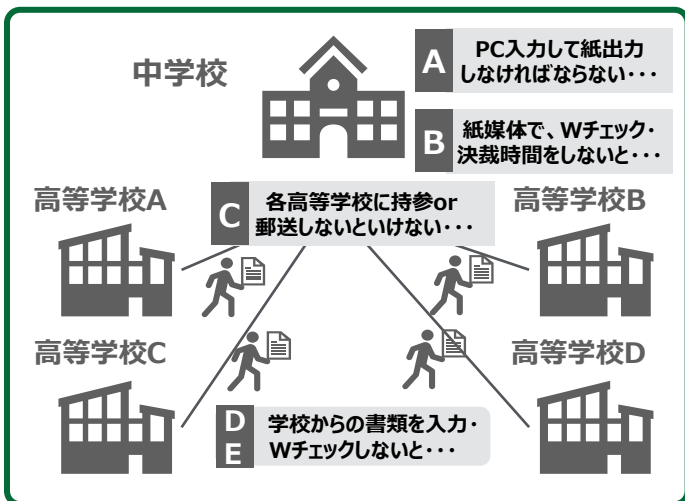 中学校
A
PC入力して紙出力
しなければならない・・・
B
紙媒体で、Wチェック・
決裁時間をしないと・・・
高等学校A
C
各高等学校に持参or
郵送しないといけない・・・
高等学校B
高等学校C
高等学校D
D
E
学校からの書類を入力・
Wチェックしないと・・・